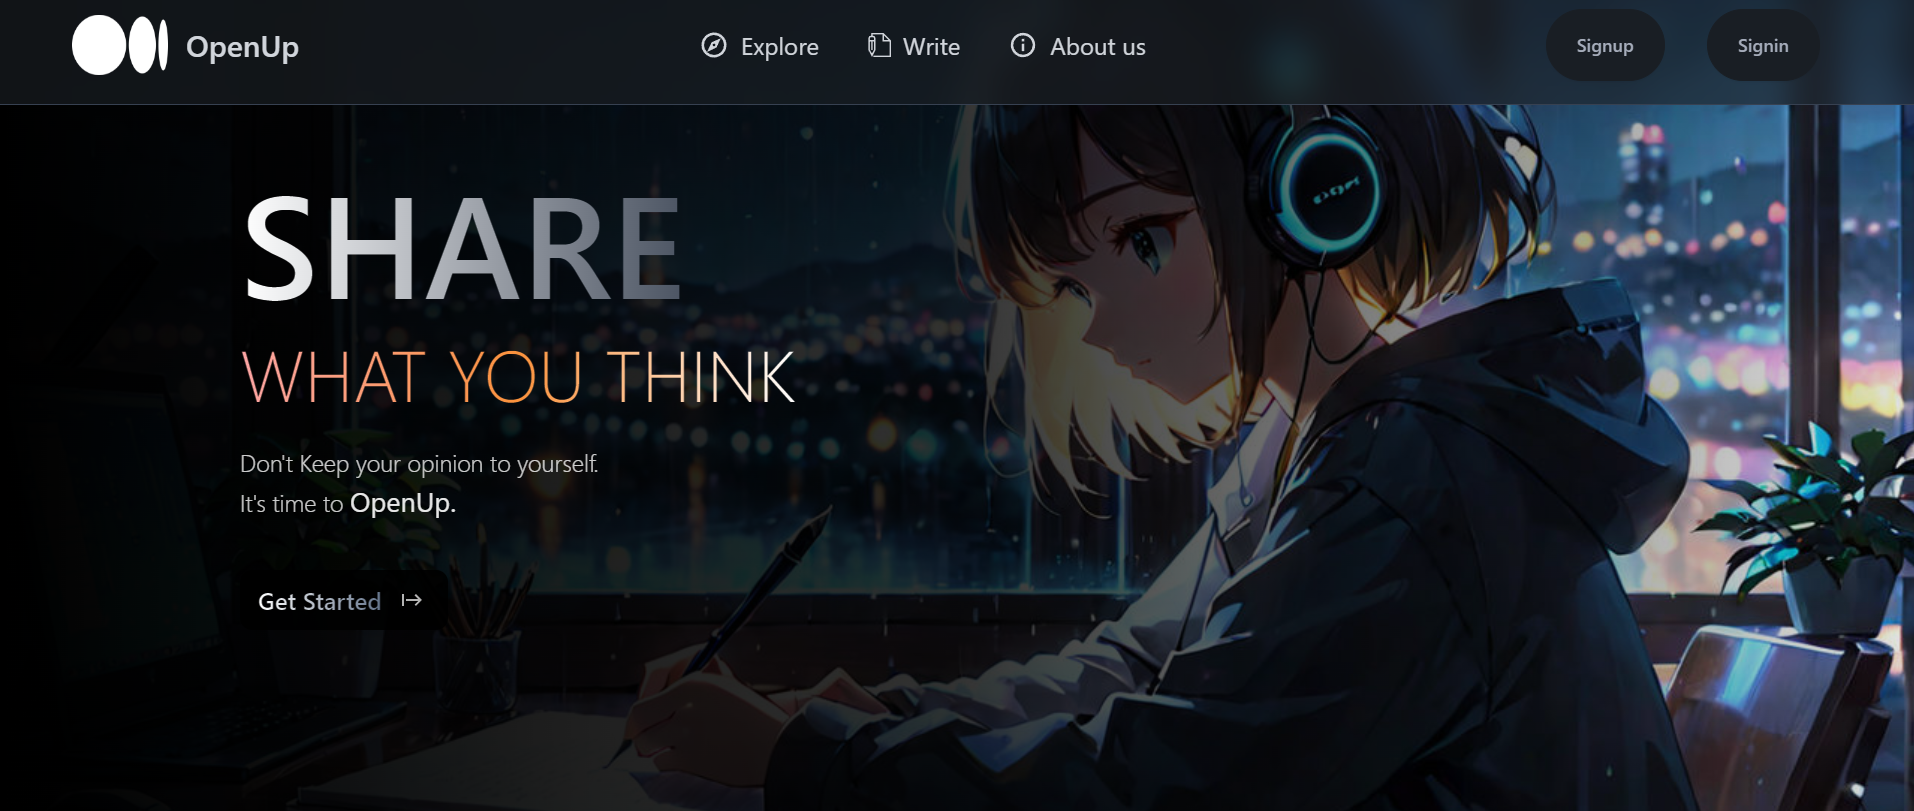 OpenUp
Explore
Write
About us
Signup
Signin
SHARE
WHAT YOU THINK
Don't Keep your opinion to yourself.
It's time to OpenUp.
Get Started